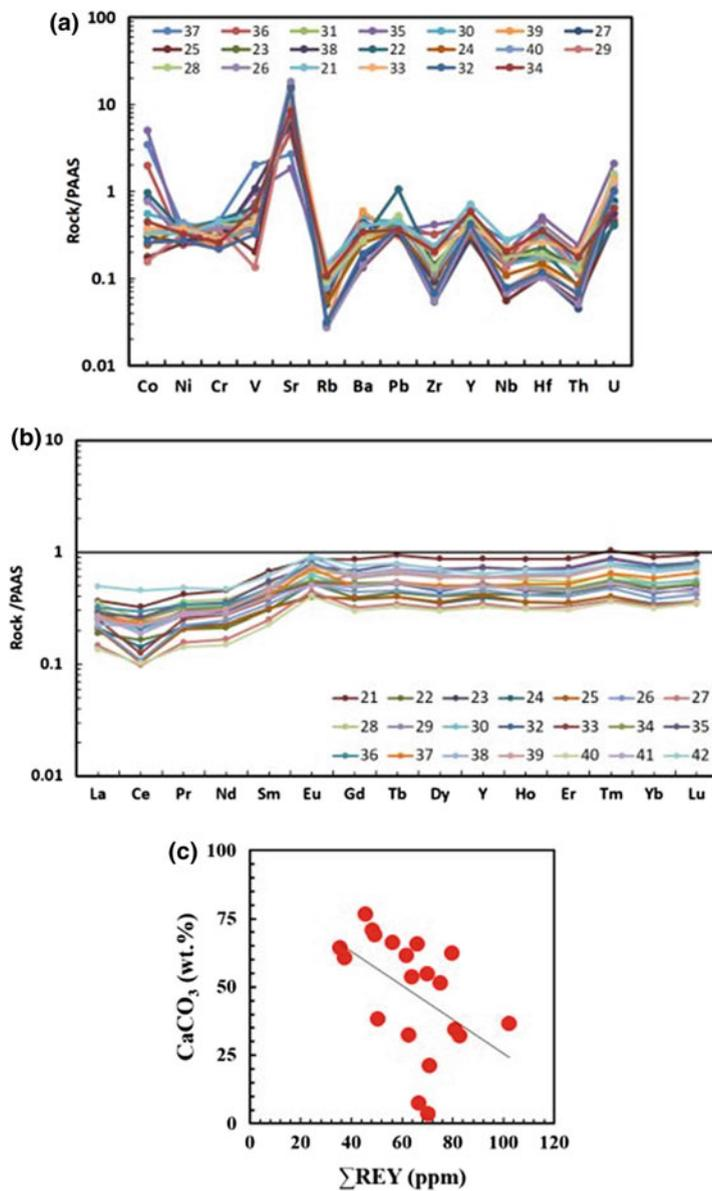 (a)
100
10
1
0.1
0.01
Rock/PAAS
37 36 31 35 30 39 27
25 23 38 22 24 40 29
28 26 21 33 32 34
Co Ni Cr V Sr Rb Ba Pb Zr Y Nb Hf Th U
(b)
10
1
0.1
0.01
Rock /PAAS
21 22 23 24 25 26 27
28 29 30 32 33 34 35
36 37 38 39 40 41 42
La Ce Pr Nd Sm Eu Gd Tb Dy Y Ho Er Tm Yb Lu
(c)
100
75
50
25
0
CaCO₃ (wt.%)
0 20 40 60 80 100 120
∑REY (ppm)